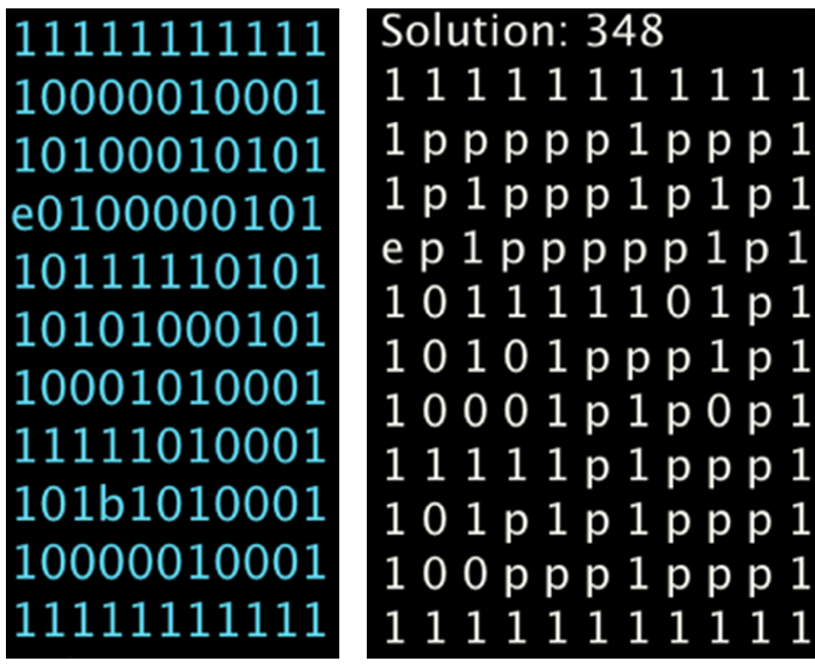 11111111111
10000010001
10100010101
e0100000101
10111110101
10101000101
10001010001
11111010001
101b1010001
10000010001
11111111111
Solution: 348
1 1 1 1 1 1 1 1 1 1 1
1 p p p p p 1 p p p 1
1 p 1 p p p 1 p 1 p 1
e p 1 p p p p p 1 p 1
1 0 1 1 1 1 1 0 1 p 1
1 0 1 0 1 p p p 1 p 1
1 0 0 0 1 p 1 p 0 p 1
1 1 1 1 1 p 1 p p p 1
1 0 1 p 1 p 1 p p p 1
1 0 0 p p p 1 p p p 1
1 1 1 1 1 1 1 1 1 1 1